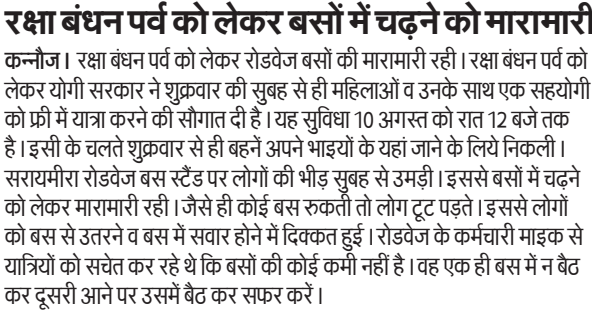 रक्षा बंधन पर्व को लेकर बसों में चढ़ने को मारामारी
कन्नौज। रक्षा बंधन पर्व को लेकर रोडवेज बसों की मारामारी रही। रक्षा बंधन पर्व को
लेकर योगी सरकार ने शुक्रवार की सुबह से ही महिलाओं व उनके साथ एक सहयोगी
को फ्री में यात्रा करने की सौगात दी है। यह सुविधा 10 अगस्त को रात 12 बजे तक
है। इसी के चलते शुक्रवार से ही बहनें अपने भाइयों के यहां जाने के लिये निकली।
सरायमीरा रोडवेज बस स्टैंड पर लोगों की भीड़ सुबह से उमड़ी। इससे बसों में चढ़ने
को लेकर मारामारी रही। जैसे ही कोई बस रुकती तो लोग टूट पड़ते। इससे लोगों
को बस से उतरने व बस में सवार होने में दिक्कत हुई। रोडवेज के कर्मचारी माइक से
यात्रियों को सचेत कर रहे थे कि बसों की कोई कमी नहीं है। वह एक ही बस में न बैठ
कर दूसरी आने पर उसमें बैठ कर सफर करें।